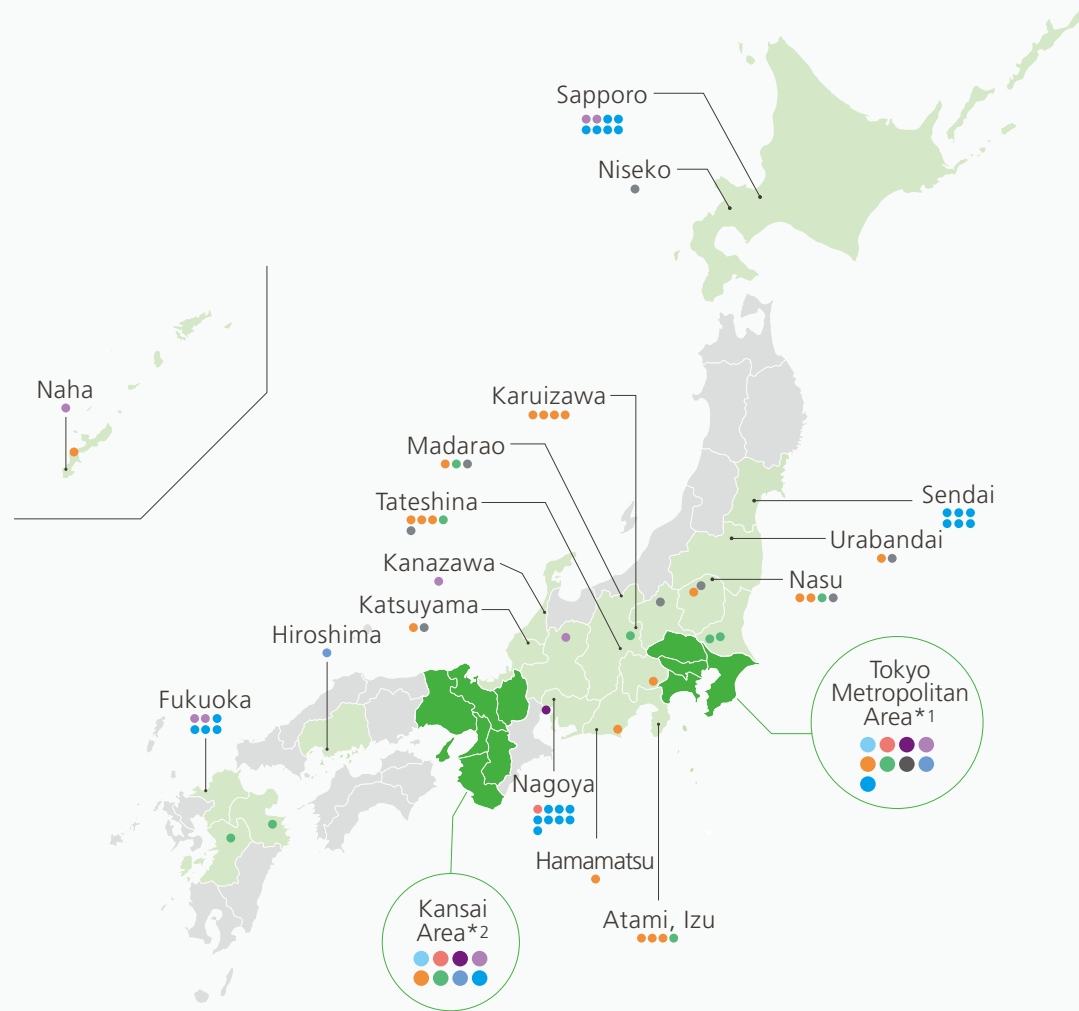 Sapporo
Niseko
Naha
Karuizawa
Madarao
Tateshina
Sendai
Urabandai
Kanazawa
Nasu
Katsuyama
Hiroshima
Fukuoka
Tokyo
Metropolitan
Area*1
Nagoya
Hamamatsu
Kansai
Area*2
Atami, Izu